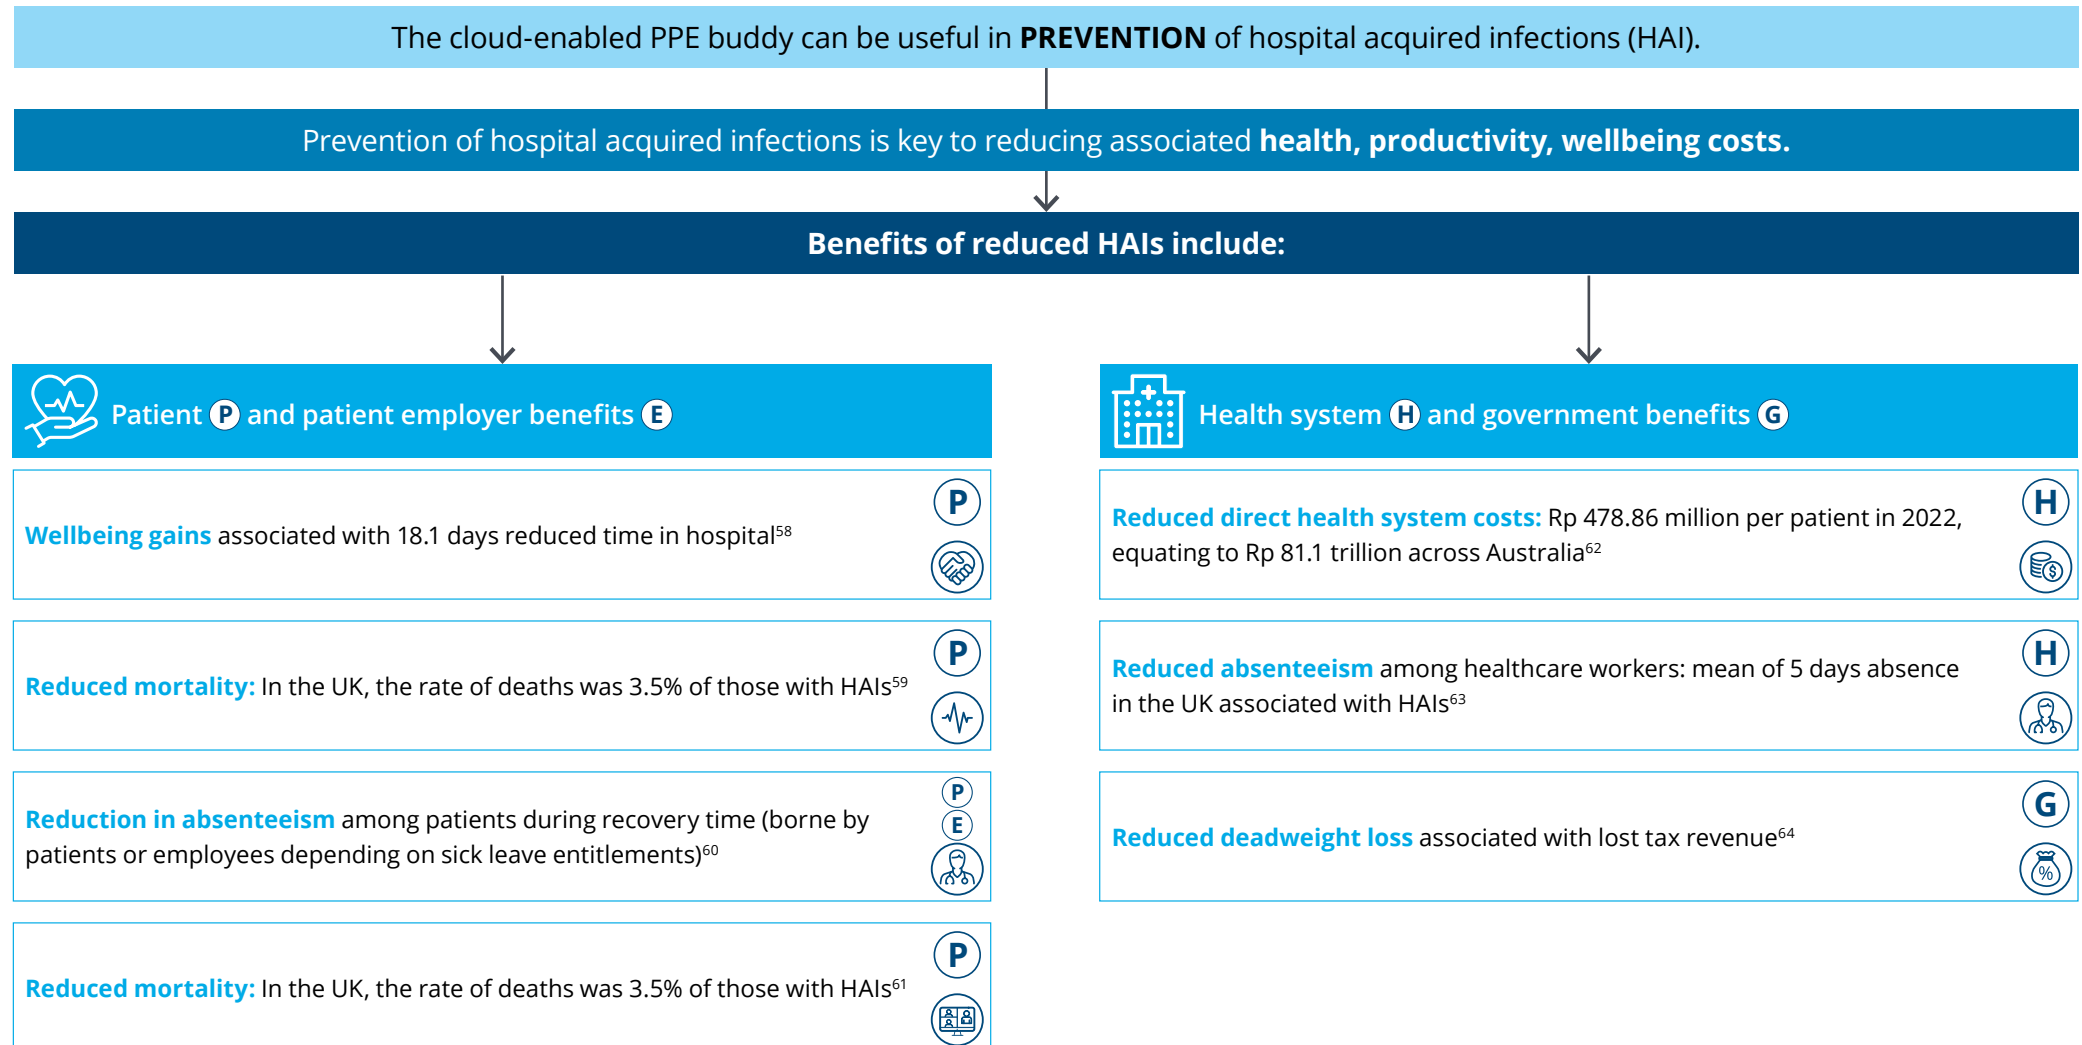 The cloud-enabled PPE buddy can be useful in PREVENTION of hospital acquired infections (HAI).
Prevention of hospital acquired infections is key to reducing associated health, productivity, wellbeing costs.
Benefits of reduced HAIs include:
Patient P and patient employer benefits E
Wellbeing gains associated with 18.1 days reduced time in hospital58
P
Reduced mortality: In the UK, the rate of deaths was 3.5% of those with HAIs59
P
Reduction in absenteeism among patients during recovery time (borne by
patients or employees depending on sick leave entitlements)60
P
E
Reduced mortality: In the UK, the rate of deaths was 3.5% of those with HAIs61
P
Health system H and government benefits G
Reduced direct health system costs: Rp 478.86 million per patient in 2022,
equating to Rp 81.1 trillion across Australia62
H
$
Reduced absenteeism among healthcare workers: mean of 5 days absence
in the UK associated with HAIs63
H
Reduced deadweight loss associated with lost tax revenue64
G
%